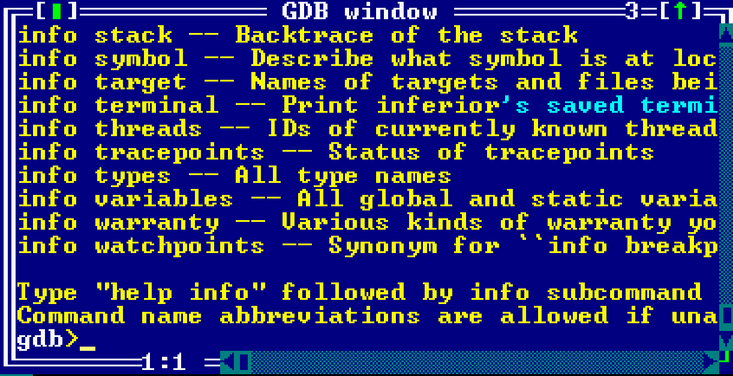 [▮] GDB window 3=[↑]
info stack -- Backtrace of the stack
info symbol -- Describe what symbol is at loc
info target -- Names of targets and files bei
info terminal -- Print inferior's saved termi
info threads -- IDs of currently known thread
info tracepoints -- Status of tracepoints
info types -- All type names
info variables -- All global and static varia
info warranty -- Various kinds of warranty yo
info watchpoints -- Synonym for ``info breakp
Type "help info" followed by info subcommand
Command name abbreviations are allowed if una
gdb>_
1:1